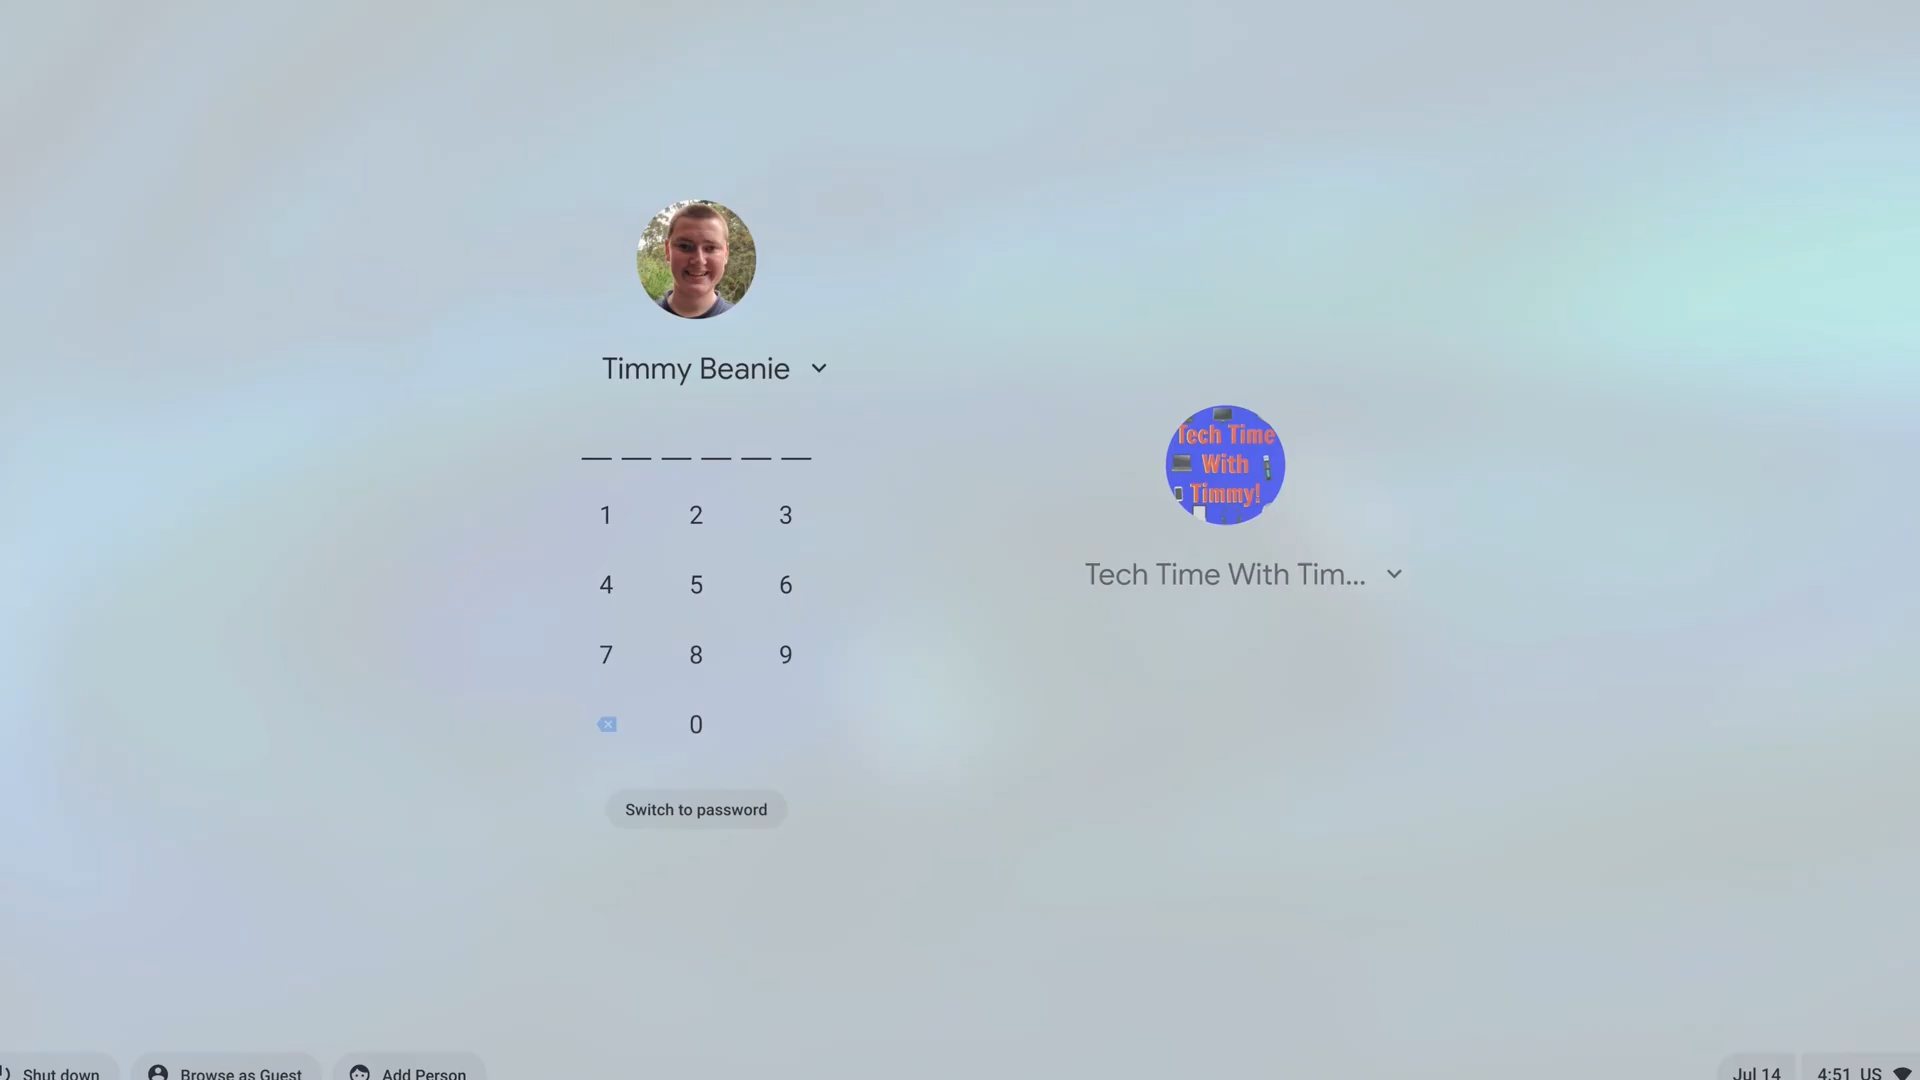 Timmy Beanie
1 2 3
4 5 6
7 8 9
0
Switch to password
Tech Time
With
Timmy!
Tech Time With Tim...
Shut down
Browse as Guest
Add Person
Jul 14
4:51 US